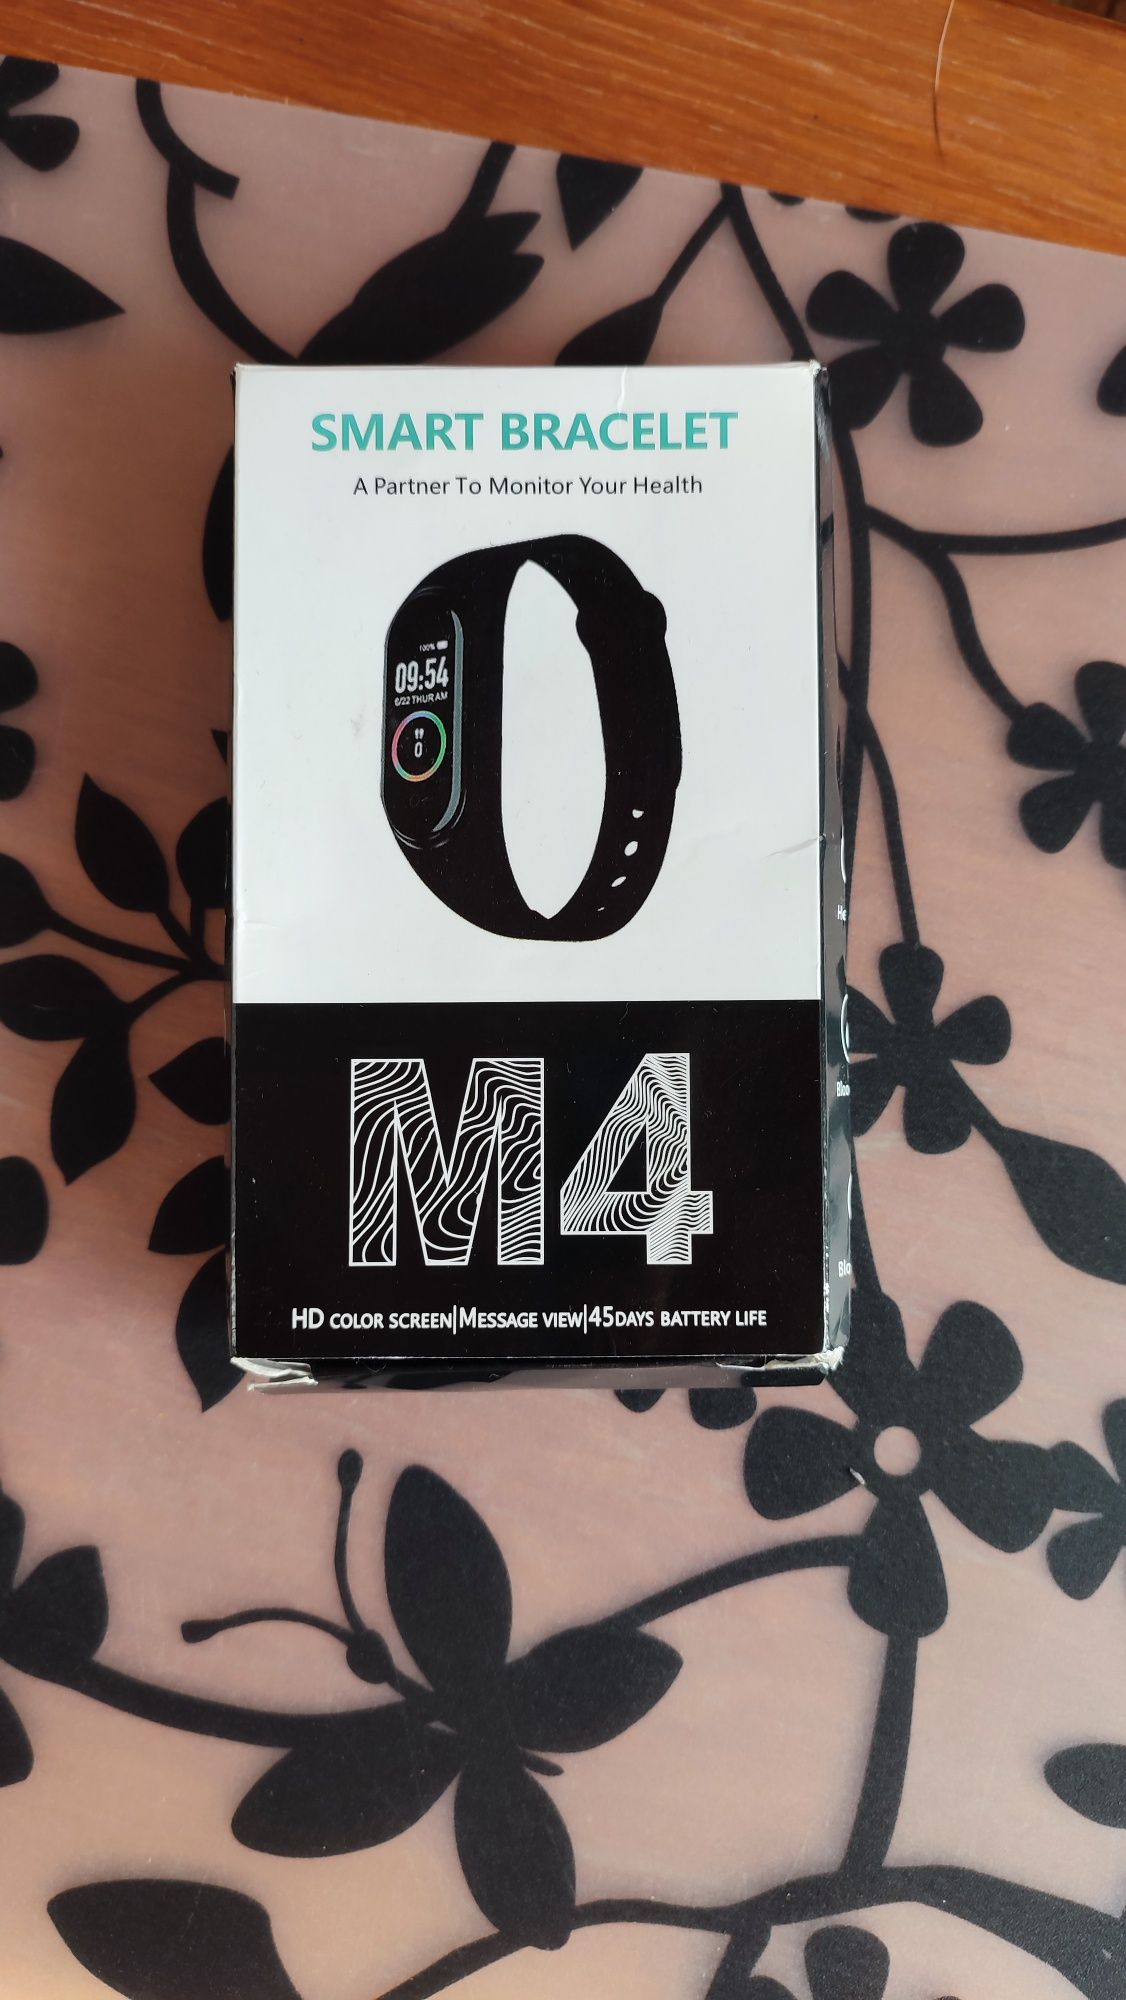 SMART BRACELET
A Partner To Monitor Your Health
100%
09:54
6/22 THUR AM
0
M4
HD COLOR SCREEN|MESSAGE VIEW|45DAYS BATTERY LIFE